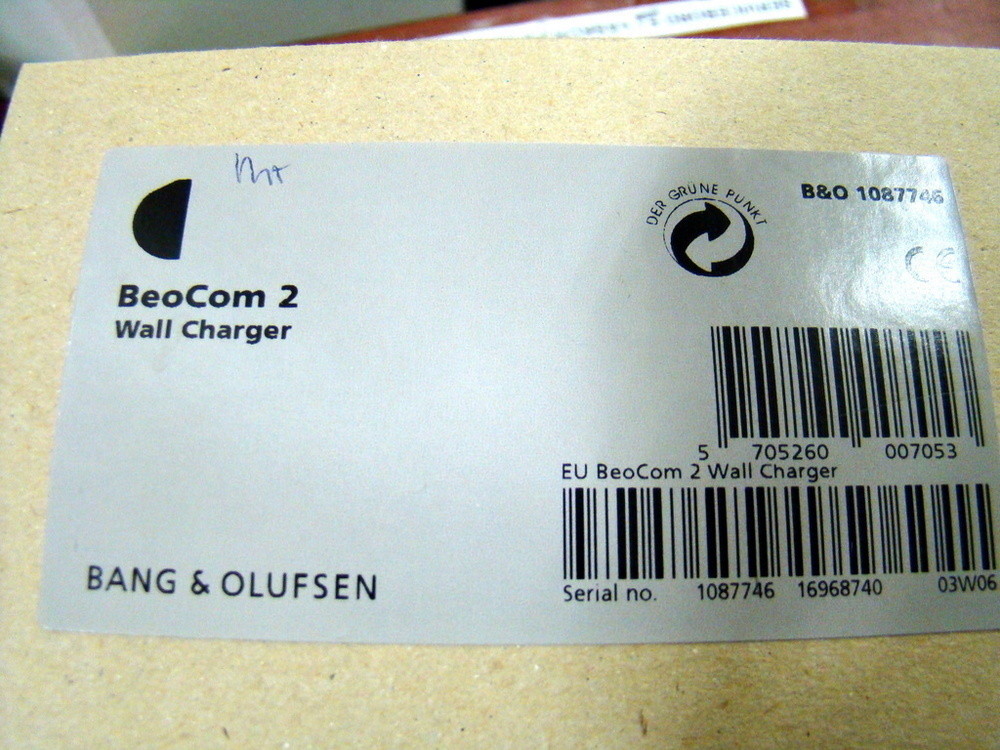 DER GRÜNE PUNKT
B&O 1087746
CE
BeoCom 2
Wall Charger
5 705260 007053
EU BeoCom 2 Wall Charger
BANG & OLUFSEN
Serial no. 1087746 16968740 03W06